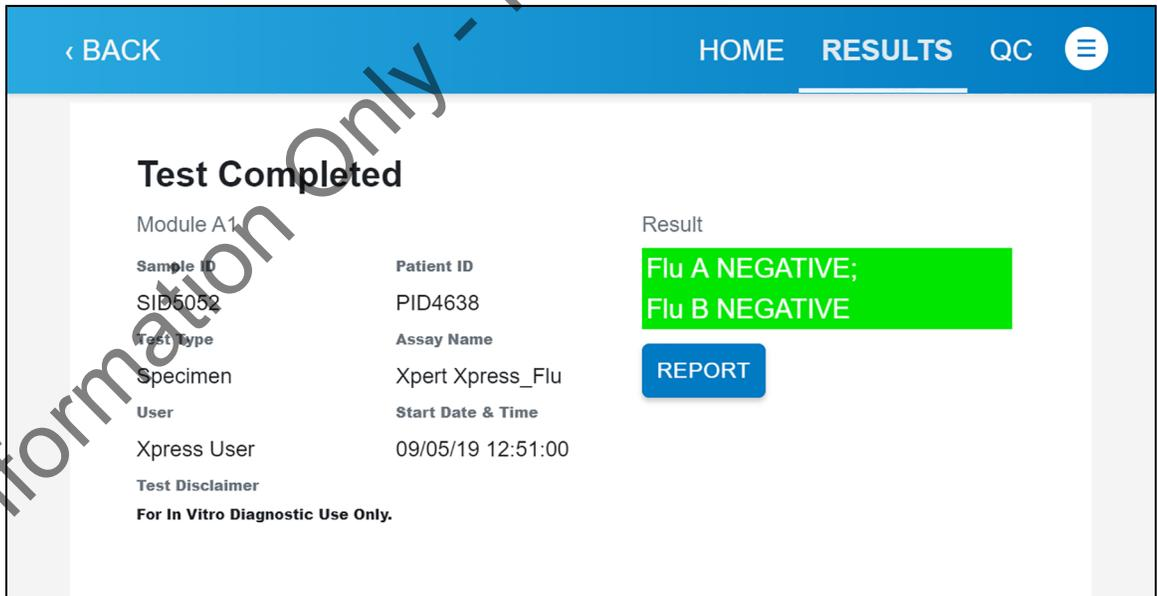 ‹ BACK
HOME RESULTS QC
Test Completed
Module A1
Result
Sample ID
Patient ID
Flu A NEGATIVE;
SID5052
PID4638
Flu B NEGATIVE
Test Type
Assay Name
Specimen
Xpert Xpress_Flu
REPORT
User
Start Date & Time
Xpress User
09/05/19 12:51:00
Test Disclaimer
For In Vitro Diagnostic Use Only.
formation Only -